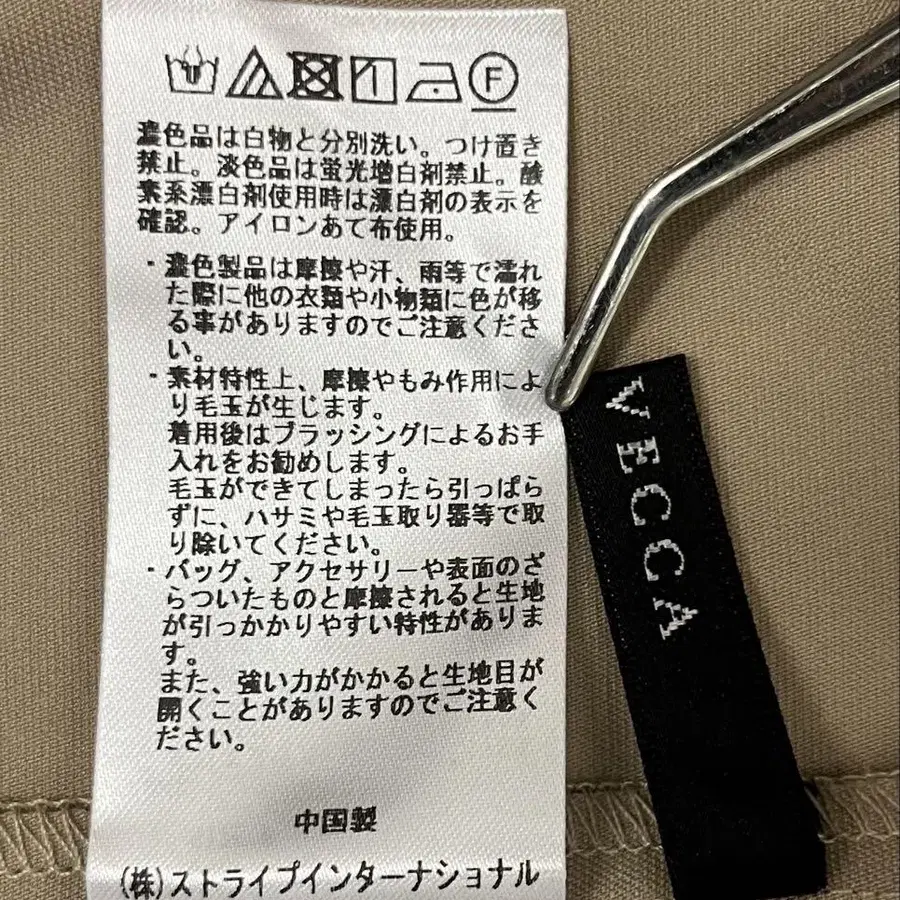 F
濃色品は白物と分別洗い。つけ置き
禁止。淡色品は蛍光増白剤禁止。酸
素系漂白剤使用時は漂白剤の表示を
確認。アイロンあて布使用。
・濃色製品は摩擦や汗、雨等で濡れ
た際に他の衣類や小物類に色が移
る事がありますのでご注意くださ
い。
・素材特性上、摩擦やもみ作用によ
り毛玉が生じます。
着用後はブラッシングによるお手
入れをお勧めします。
毛玉ができてしまったら引っぱら
ずに、ハサミや毛玉取り器等で取
り除いてください。
・バッグ、アクセサリーや表面のざ
らついたものと摩擦されると生地
が引っかかりやすい特性がありま
す。
また、強い力がかかると生地目が
開くことがありますのでご注意く
ださい。
中国製
(株)ストライプインターナショナル
VECCA